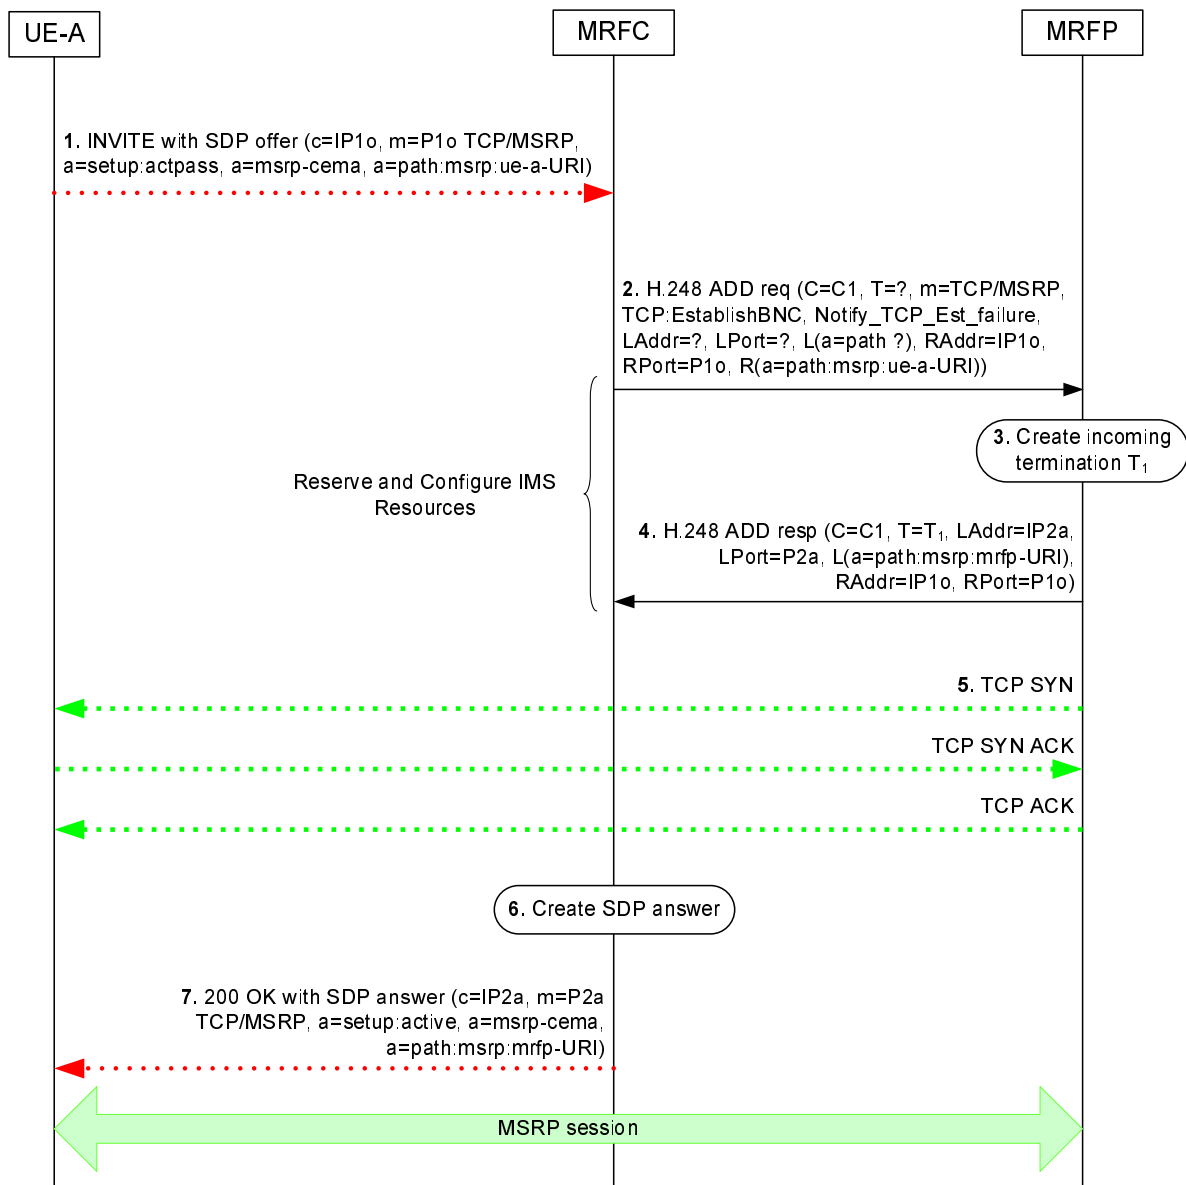 UE-A
MRFC
MRFP
1. INVITE with SDP offer (c=IP1o, m=P1o TCP/MSRP,
a=setup:actpass, a=msrp-cema, a=path:msrp:ue-a-URI)
2. H.248 ADD req (C=C1, T=?, m=TCP/MSRP,
TCP:EstablishBNC, Notify_TCP_Est_failure,
LAddr=?, LPort=?, L(a=path ?), RAddr=IP1o,
RPort=P1o, R(a=path:msrp:ue-a-URI))
3. Create incoming
termination T1
Reserve and Configure IMS
Resources
4. H.248 ADD resp (C=C1, T=T1, LAddr=IP2a,
LPort=P2a, L(a=path:msrp:mrfp-URI),
RAddr=IP1o, RPort=P1o)
5. TCP SYN
TCP SYN ACK
TCP ACK
6. Create SDP answer
7. 200 OK with SDP answer (c=IP2a, m=P2a
TCP/MSRP, a=setup:active, a=msrp-cema,
a=path:msrp:mrfp-URI)
MSRP session